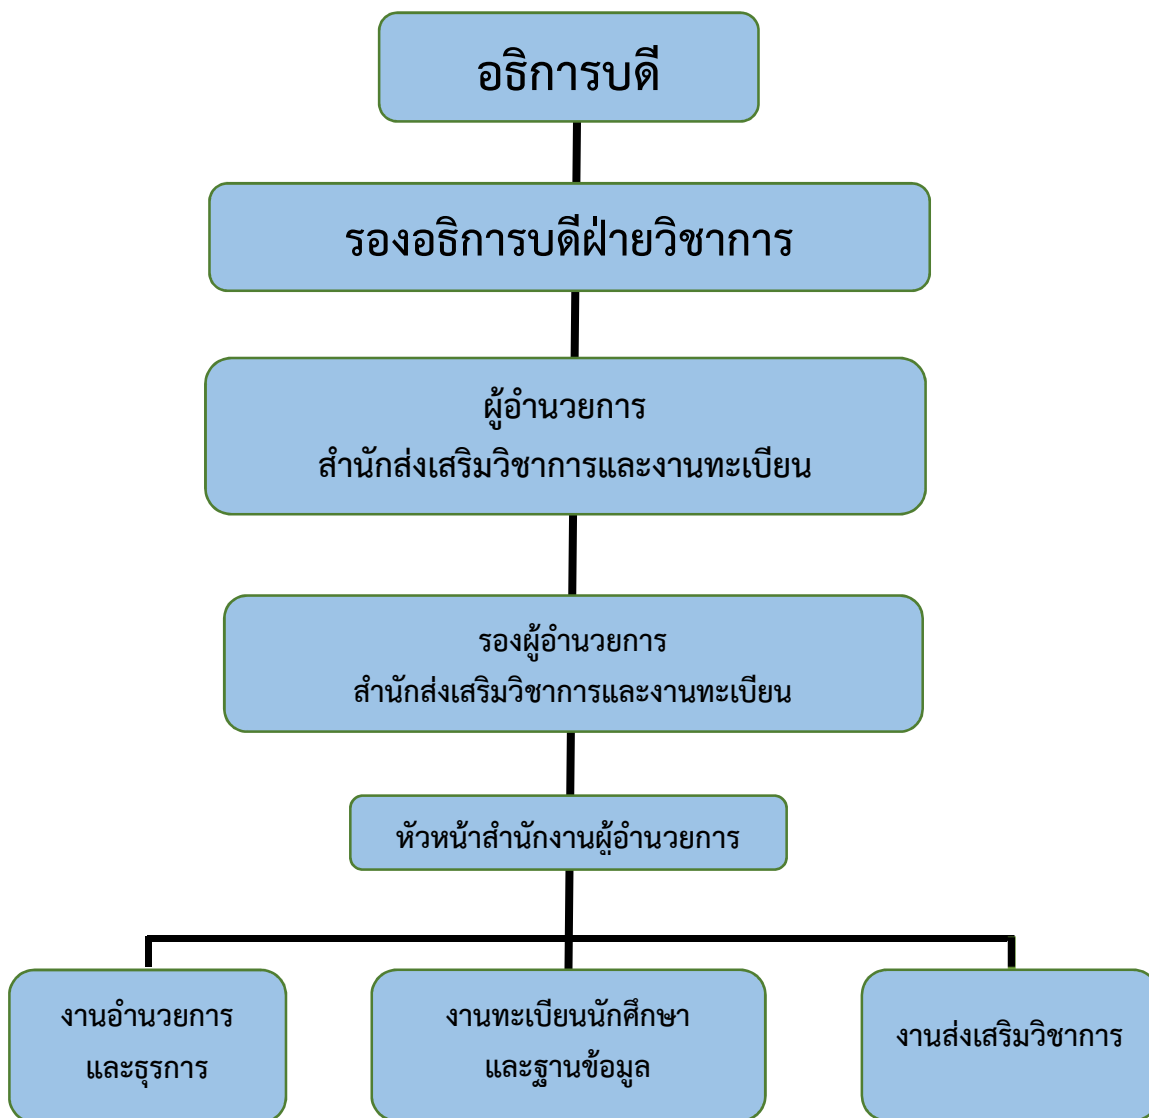 อธิการบดี
รองอธิการบดีฝ่ายวิชาการ
ผู้อำนวยการ
สำนักส่งเสริมวิชาการและงานทะเบียน
รองผู้อำนวยการ
สำนักส่งเสริมวิชาการและงานทะเบียน
หัวหน้าสำนักงานผู้อำนวยการ
งานอำนวยการ
และธุรการ
งานทะเบียนนักศึกษา
และฐานข้อมูล
งานส่งเสริมวิชาการ